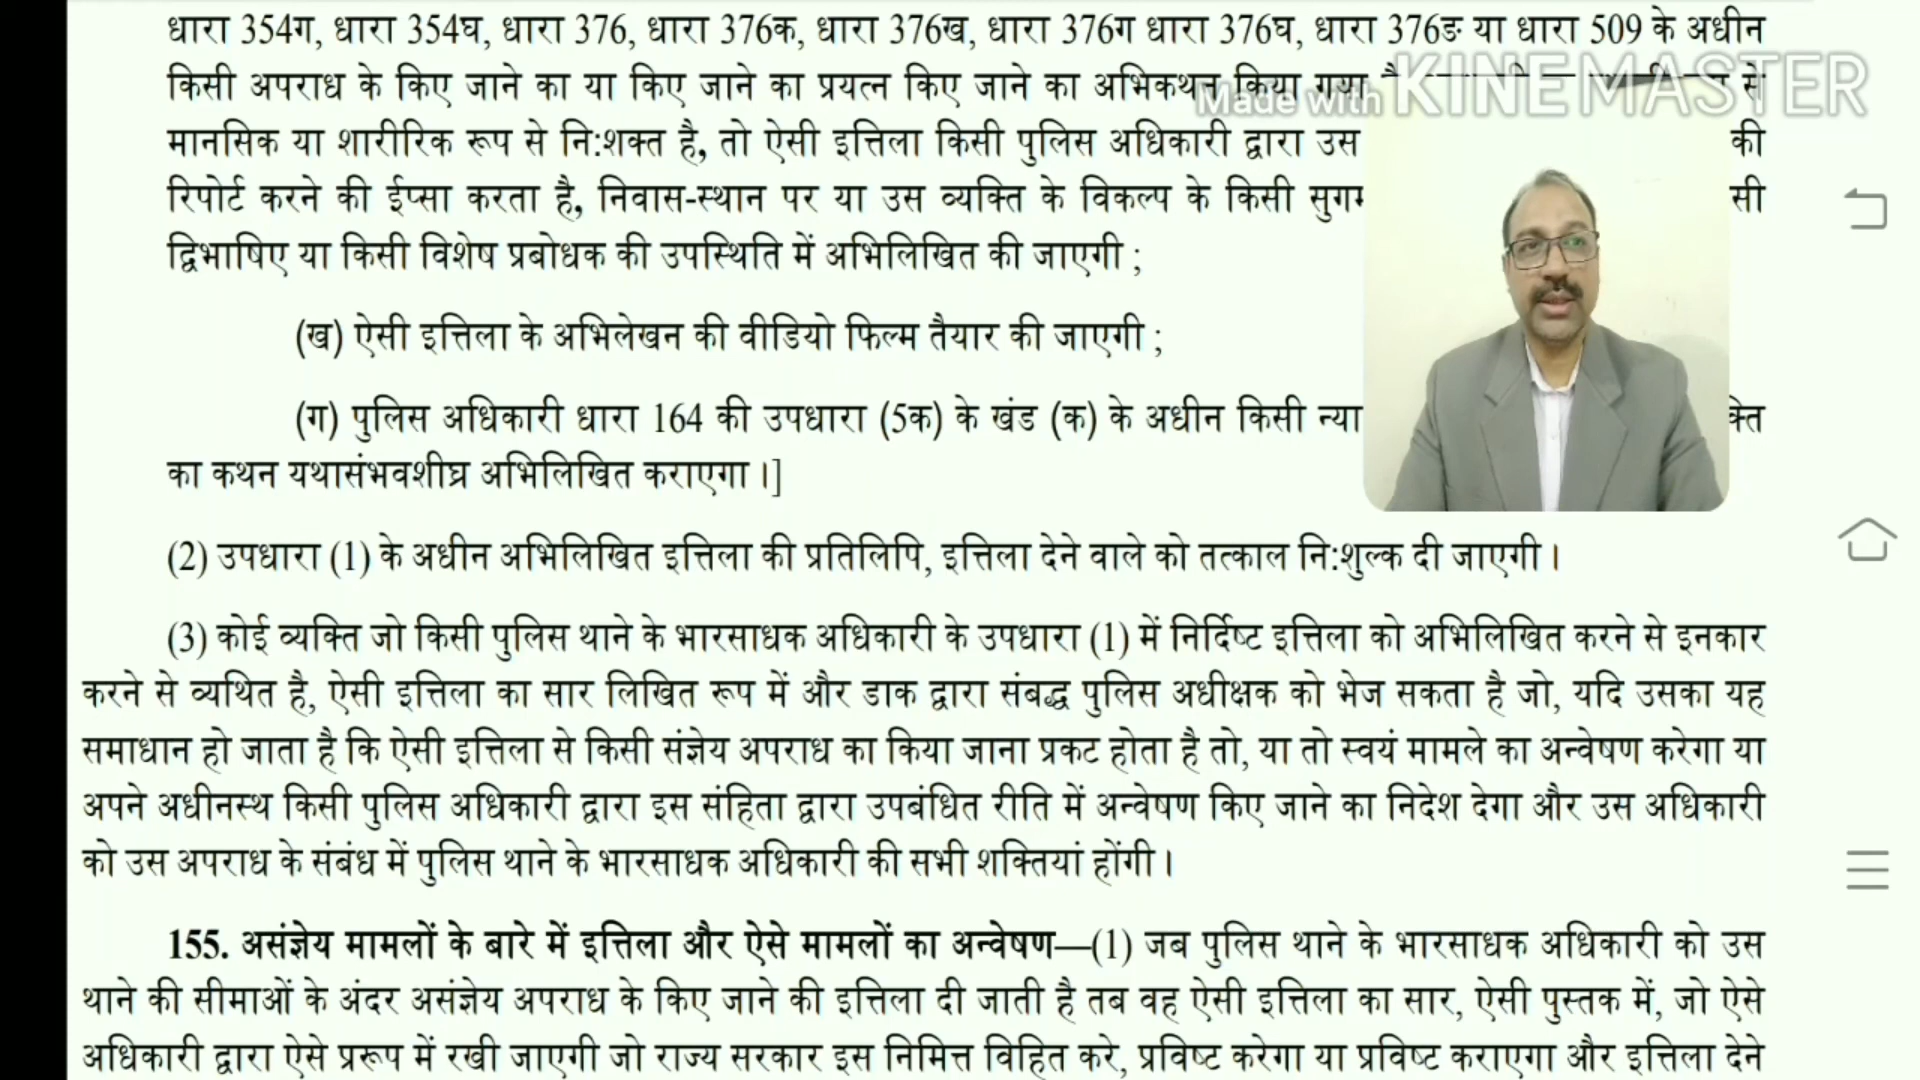 धारा 354ग, धारा 354घ, धारा 376, धारा 376क, धारा 376ख, धारा 376ग धारा 376घ, धारा 376ङ या धारा 509 के अधीन
किसी अपराध के किए जाने का या किए जाने का प्रयत्न किए जाने का अभिकथन किया गया से
Made with KINEMASTER
मानसिक या शारीरिक रूप से नि:शक्त है, तो ऐसी इत्तिला किसी पुलिस अधिकारी द्वारा उस की
रिपोर्ट करने की ईप्सा करता है, निवास-स्थान पर या उस व्यक्ति के विकल्प के किसी सी
द्विभाषिए या किसी विशेष प्रबोधक की उपस्थिति में अभिलिखित की जाएगी ;
(ख) ऐसी इत्तिला के अभिलेखन की वीडियो फिल्म तैयार की जाएगी ;
(ग) पुलिस अधिकारी धारा 164 की उपधारा (5क) के खंड (क) के अधीन किसी न्या क्ति
का कथन यथासंभवशीघ्र अभिलिखित कराएगा ।]
(2) उपधारा (1) के अधीन अभिलिखित इत्तिला की प्रतिलिपि, इत्तिला देने वाले को तत्काल नि:शुल्क दी जाएगी ।
(3) कोई व्यक्ति जो किसी पुलिस थाने के भारसाधक अधिकारी के उपधारा (1) में निर्दिष्ट इत्तिला को अभिलिखित करने से इनकार
करने से व्यथित है, ऐसी इत्तिला का सार लिखित रूप में और डाक द्वारा संबद्ध पुलिस अधीक्षक को भेज सकता है जो, यदि उसका यह
समाधान हो जाता है कि ऐसी इत्तिला से किसी संज्ञेय अपराध का किया जाना प्रकट होता है तो, या तो स्वयं मामले का अन्वेषण करेगा या
अपने अधीनस्थ किसी पुलिस अधिकारी द्वारा इस संहिता द्वारा उपबंधित रीति में अन्वेषण किए जाने का निदेश देगा और उस अधिकारी
को उस अपराध के संबंध में पुलिस थाने के भारसाधक अधिकारी की सभी शक्तियां होंगी ।
155. असंज्ञेय मामलों के बारे में इत्तिला और ऐसे मामलों का अन्वेषण—(1) जब पुलिस थाने के भारसाधक अधिकारी को उस
थाने की सीमाओं के अंदर असंज्ञेय अपराध के किए जाने की इत्तिला दी जाती है तब वह ऐसी इत्तिला का सार, ऐसी पुस्तक में, जो ऐसे
अधिकारी द्वारा ऐसे प्ररूप में रखी जाएगी जो राज्य सरकार इस निमित्त विहित करे, प्रविष्ट करेगा या प्रविष्ट कराएगा और इत्तिला देने